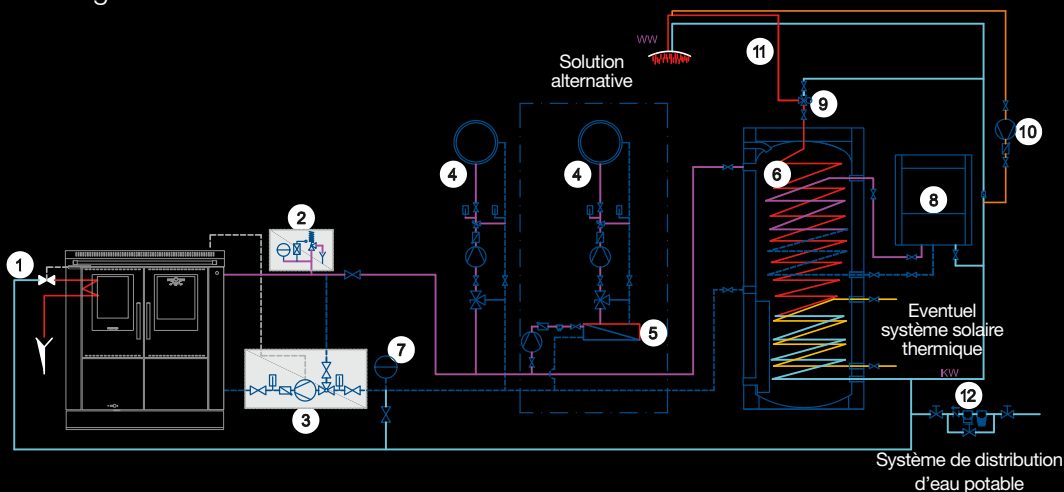 WW
11
Solution
alternative
9
10
4
4
6
8
2
1
Eventuel
système solaire
thermique
5
7
KW
3
12
Système de distribution
d'eau potable